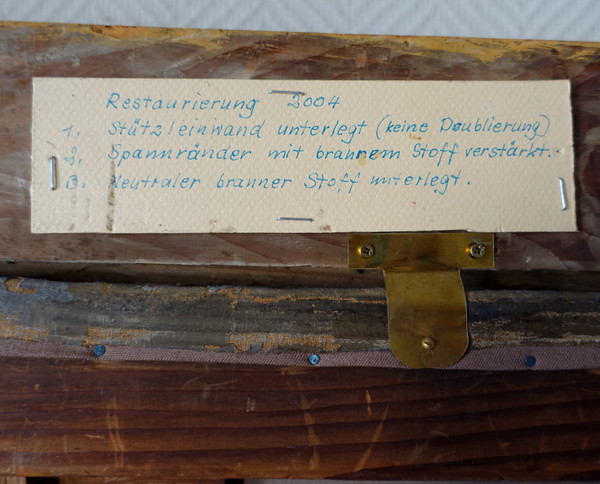 Restaurierung 2004
1. Stützleinwand unterlegt (keine Doublierung)
2. Spannränder mit braunem Stoff verstärkt.
3. Neutraler brauner Stoff unterlegt.